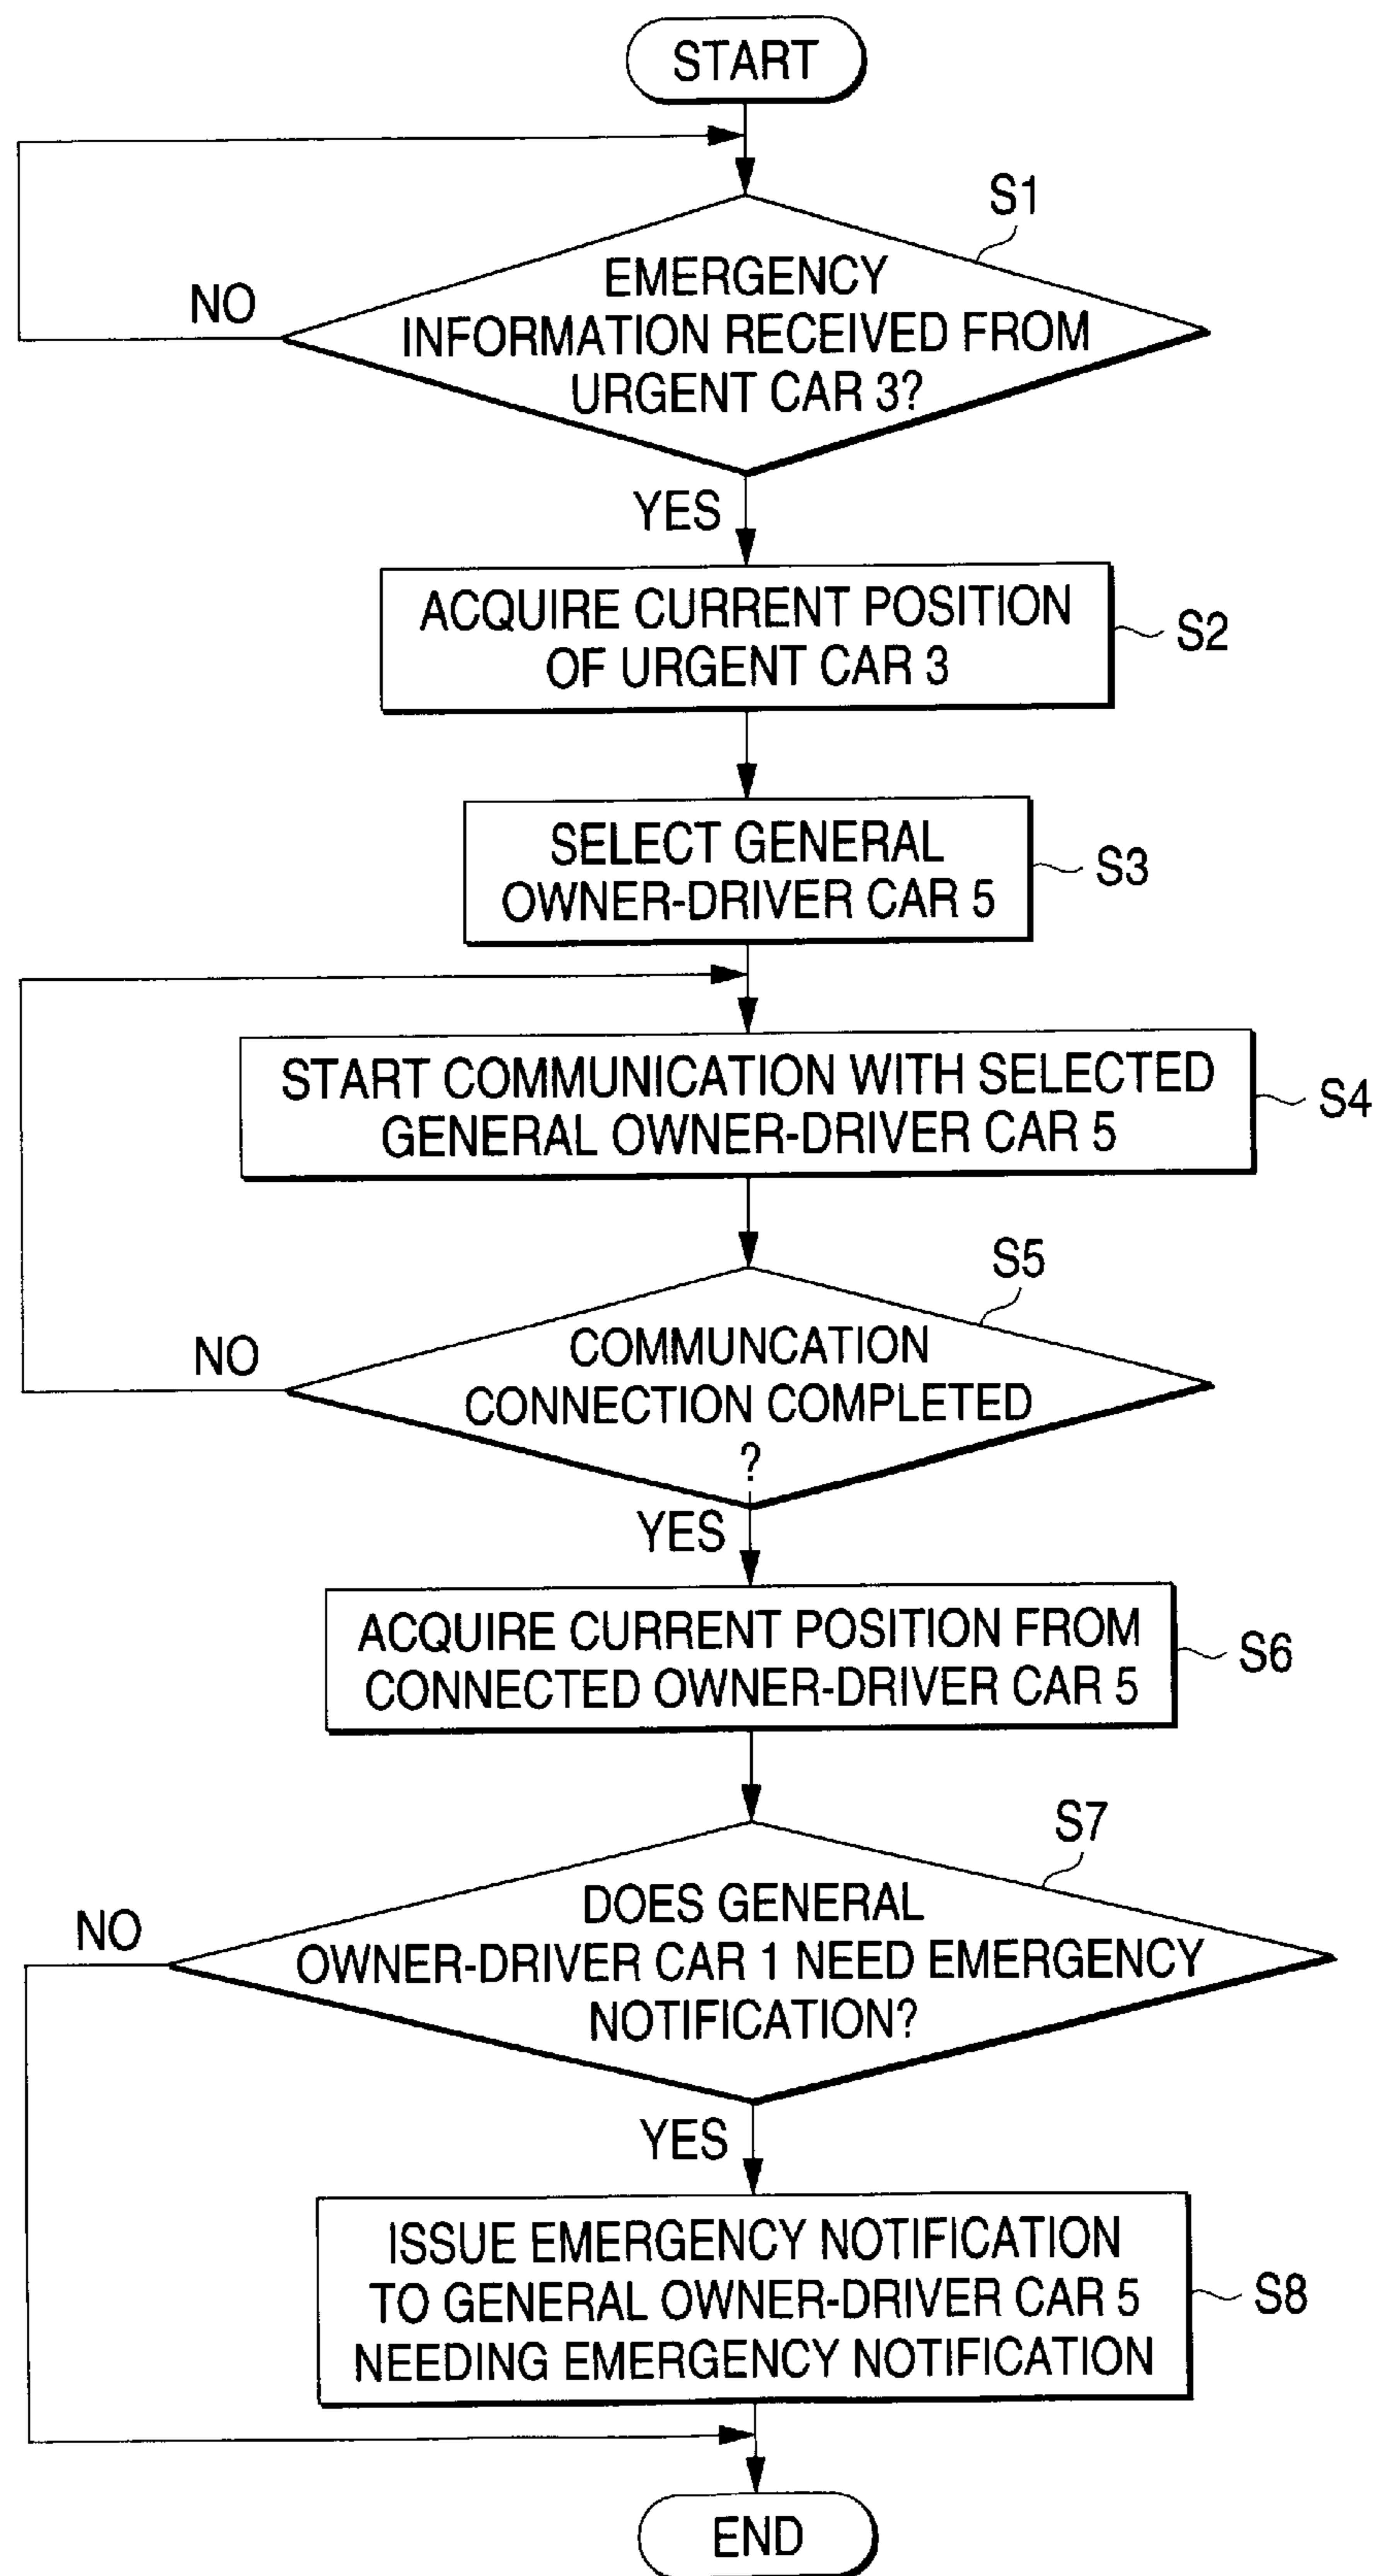 START
S1
EMERGENCY
INFORMATION RECEIVED FROM
URGENT CAR 3?
NO
YES
ACQUIRE CURRENT POSITION
OF URGENT CAR 3
S2
SELECT GENERAL
OWNER-DRIVER CAR 5
S3
START COMMUNICATION WITH SELECTED
GENERAL OWNER-DRIVER CAR 5
S4
S5
COMMUNCATION
CONNECTION COMPLETED
?
NO
YES
ACQUIRE CURRENT POSITION FROM
CONNECTED OWNER-DRIVER CAR 5
S6
S7
DOES GENERAL
OWNER-DRIVER CAR 1 NEED EMERGENCY
NOTIFICATION?
NO
YES
ISSUE EMERGENCY NOTIFICATION
TO GENERAL OWNER-DRIVER CAR 5
NEEDING EMERGENCY NOTIFICATION
S8
END